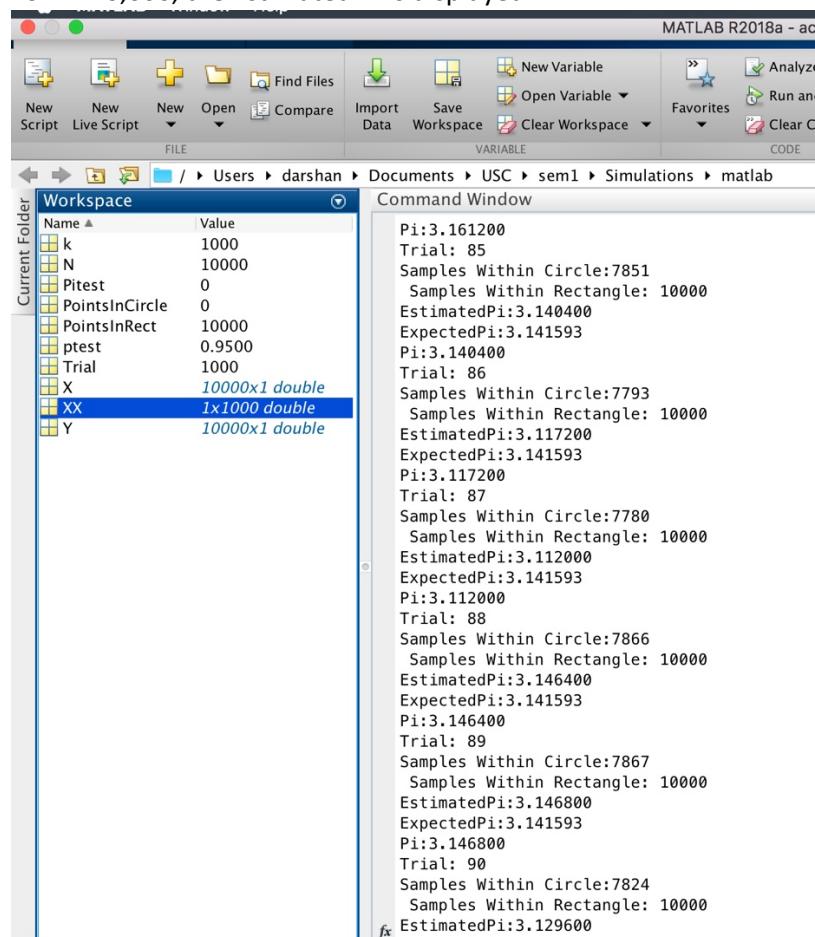 MATLAB R2018a - ac
New Script
New Live Script
New
Open
Find Files
Compare
Import Data
Save Workspace
New Variable
Open Variable
Clear Workspace
Favorites
Analyze
Run an
Clear C
FILE
VARIABLE
CODE
/ Users darshan Documents USC sem1 Simulations matlab
Current Folder
Workspace
Name Value
k 1000
N 10000
Pitest 0
PointsInCircle 0
PointsInRect 10000
ptest 0.9500
Trial 1000
X 10000x1 double
XX 1x1000 double
Y 10000x1 double
Command Window
Pi:3.161200
Trial: 85
Samples Within Circle:7851
Samples Within Rectangle: 10000
EstimatedPi:3.140400
ExpectedPi:3.141593
Pi:3.140400
Trial: 86
Samples Within Circle:7793
Samples Within Rectangle: 10000
EstimatedPi:3.117200
ExpectedPi:3.141593
Pi:3.117200
Trial: 87
Samples Within Circle:7780
Samples Within Rectangle: 10000
EstimatedPi:3.112000
ExpectedPi:3.141593
Pi:3.112000
Trial: 88
Samples Within Circle:7866
Samples Within Rectangle: 10000
EstimatedPi:3.146400
ExpectedPi:3.141593
Pi:3.146400
Trial: 89
Samples Within Circle:7867
Samples Within Rectangle: 10000
EstimatedPi:3.146800
ExpectedPi:3.141593
Pi:3.146800
Trial: 90
Samples Within Circle:7824
Samples Within Rectangle: 10000
fx EstimatedPi:3.129600